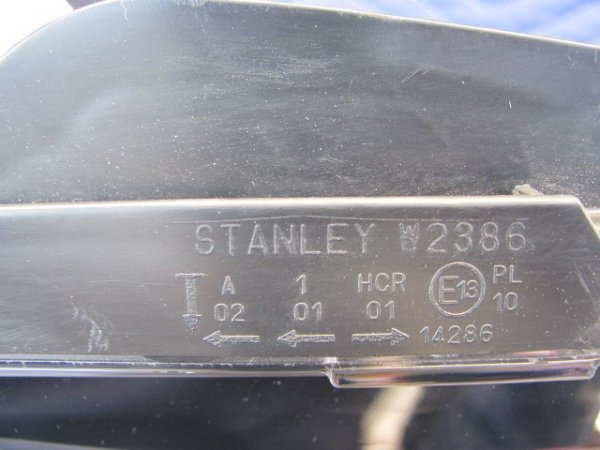 STANLEY W2386
A 1 HCR E13 PL
02 01 01 10
14286